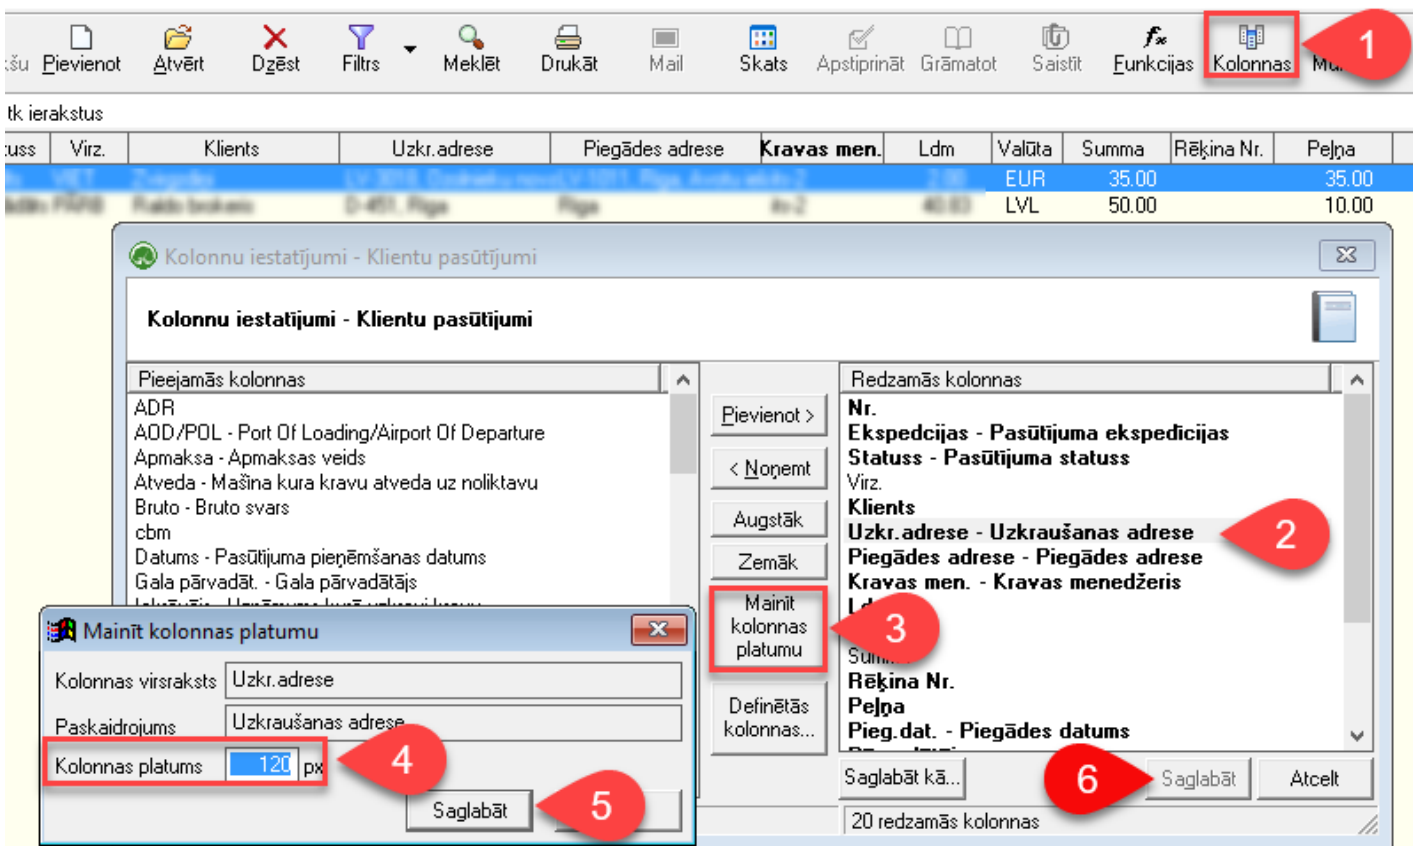 šu Pievienot Atvērt Dzēst Filtrs Meklēt Drukāt Mail Skats Apstiprināt Grāmatot Saistīt Funkcijas Kolonnas
1
tk ierakstus
tuss Virz. Klients Uzkr.adrese Piegādes adrese Kravas men. Ldm Valūta Summa Rēķina Nr. Peļņa
EUR 35.00 35.00
LVL 50.00 10.00
Kolonnu iestatījumi - Klientu pasūtījumi
Kolonnu iestatījumi - Klientu pasūtījumi
Pieejamās kolonnas
ADR
AOD/POL - Port Of Loading/Airport Of Departure
Apmaksa - Apmaksas veids
Atveda - Mašīna kura kravu atveda uz noliktavu
Bruto - Bruto svars
cbm
Datums - Pasūtījuma pieņēmšanas datums
Gala pārvadāt. - Gala pārvadātājs
Pievienot >
< Noņemt
Augstāk
Zemāk
Mainīt
kolonnas
platumu
3
Definētās
kolonnas...
Redzamās kolonnas
Nr.
Ekspedcijas - Pasūtījuma ekspedīcijas
Statuss - Pasūtījuma statuss
Virz.
Klients
Uzkr.adrese - Uzkraušanas adrese
2
Piegādes adrese - Piegādes adrese
Kravas men. - Kravas menedžeris
Rēķina Nr.
Peļņa
Pieg.dat. - Piegādes datums
Saglabāt kā...
6
Saglabāt
Atcelt
20 redzamās kolonnas
Mainīt kolonnas platumu
Kolonnas virsraksts Uzkr.adrese
Paskaidrojums Uzkraušanas adrese
Kolonnas platums 120 px
4
Saglabāt
5